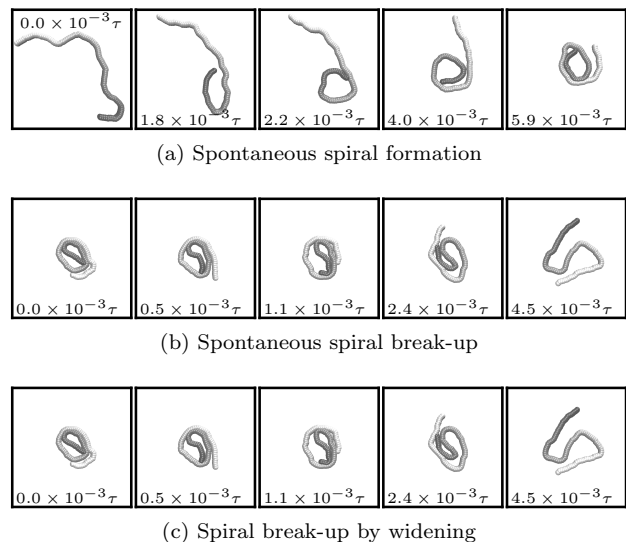 0.0 × 10⁻³τ
1.8 × 10⁻³τ
2.2 × 10⁻³τ
4.0 × 10⁻³τ
5.9 × 10⁻³τ
(a) Spontaneous spiral formation
0.0 × 10⁻³τ
0.5 × 10⁻³τ
1.1 × 10⁻³τ
2.4 × 10⁻³τ
4.5 × 10⁻³τ
(b) Spontaneous spiral break-up
0.0 × 10⁻³τ
0.5 × 10⁻³τ
1.1 × 10⁻³τ
2.4 × 10⁻³τ
4.5 × 10⁻³τ
(c) Spiral break-up by widening